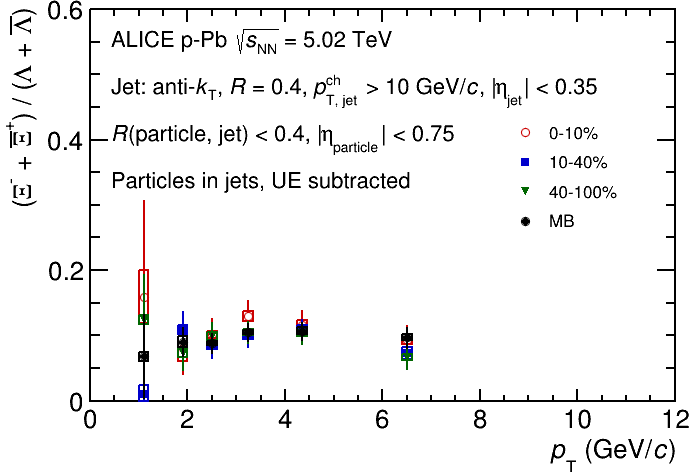 (Ξ⁻ + Ξ̅⁺) / (Λ + Λ̅)
0.6
ALICE p-Pb √sNN = 5.02 TeV
Jet: anti-kT, R = 0.4, p^ch_T, jet > 10 GeV/c, |ηjet| < 0.35
0.4
R(particle, jet) < 0.4, |ηparticle| < 0.75
0-10%
10-40%
Particles in jets, UE subtracted
40-100%
MB
0.2
0
0 2 4 6 8 10 12
pT (GeV/c)